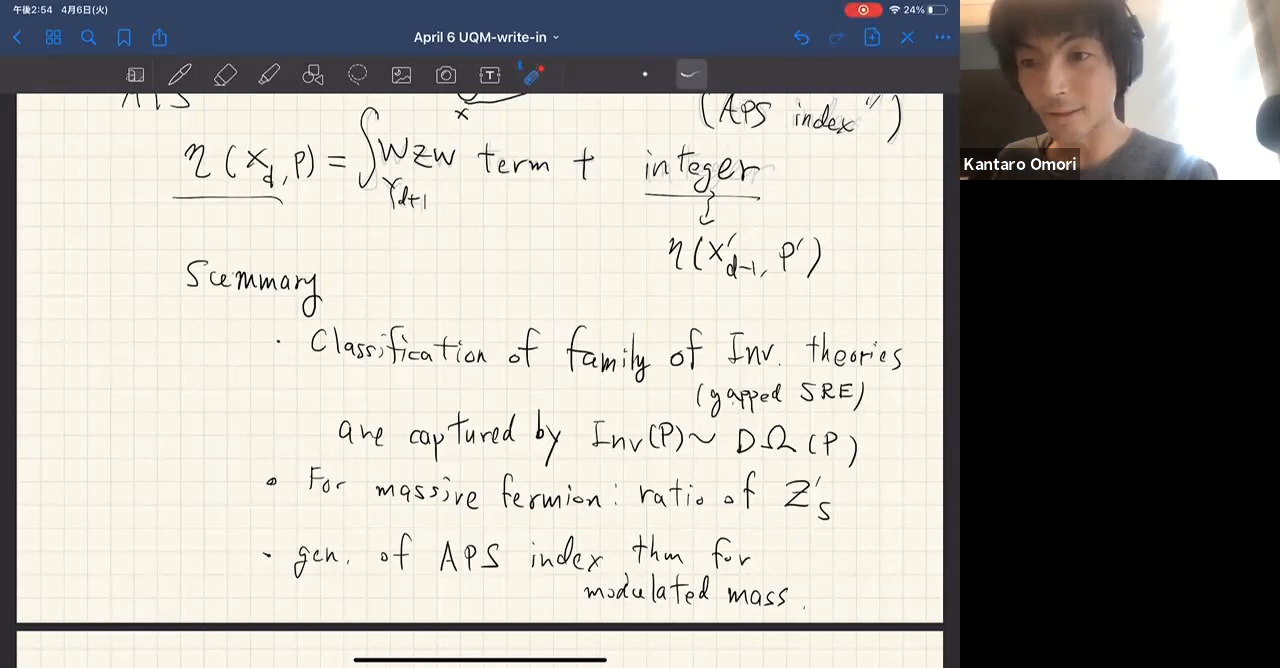 午後2:54 4月6日(火)
24%
April 6 UQM-write-in
APS
x
(APS index")
η(X_d, P) = ∫_{Y_{d+1}} WZW term + integer
η(X'_{d-1}, P')
Summary
· Classification of family of Inv. theories
(gapped SRE)
are captured by Inv(P) ~ DΩ(P)
• For massive fermion: ratio of Z's
· gen. of APS index thm for
modulated mass.
Kantaro Omori